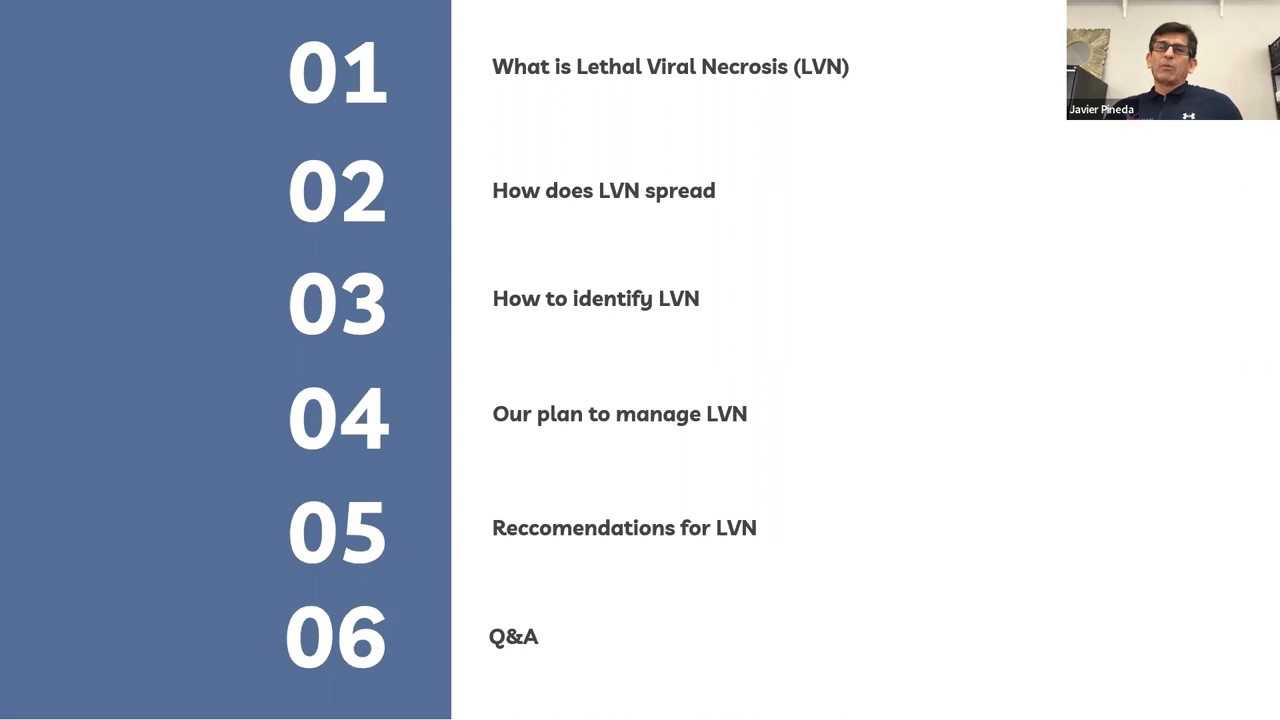 01
What is Lethal Viral Necrosis (LVN)
Javier Pineda
02
How does LVN spread
03
How to identify LVN
04
Our plan to manage LVN
05
Reccomendations for LVN
06
Q&A